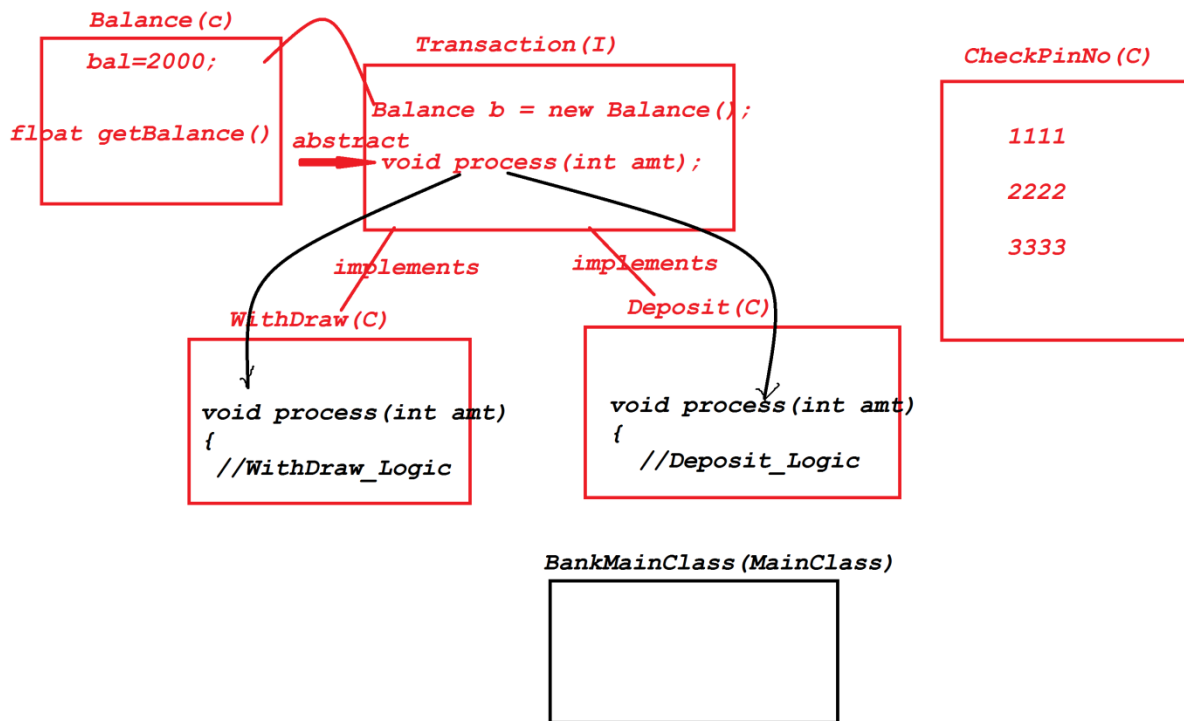 Balance(c)
bal=2000;
float getBalance()
Transaction(I)
Balance b = new Balance();
abstract
void process(int amt);
CheckPinNo(C)
1111
2222
3333
implements
implements
WithDraw(C)
void process(int amt)
{
//WithDraw_Logic
Deposit(C)
void process(int amt)
{
//Deposit_Logic
BankMainClass(MainClass)